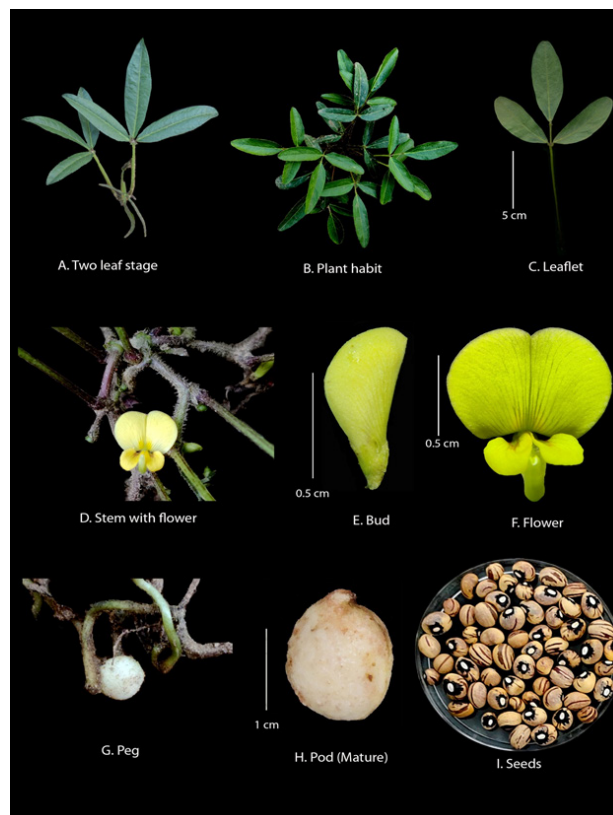 A. Two leaf stage
B. Plant habit
5 cm
C. Leaflet
D. Stem with flower
0.5 cm
E. Bud
0.5 cm
F. Flower
G. Peg
1 cm
H. Pod (Mature)
I. Seeds